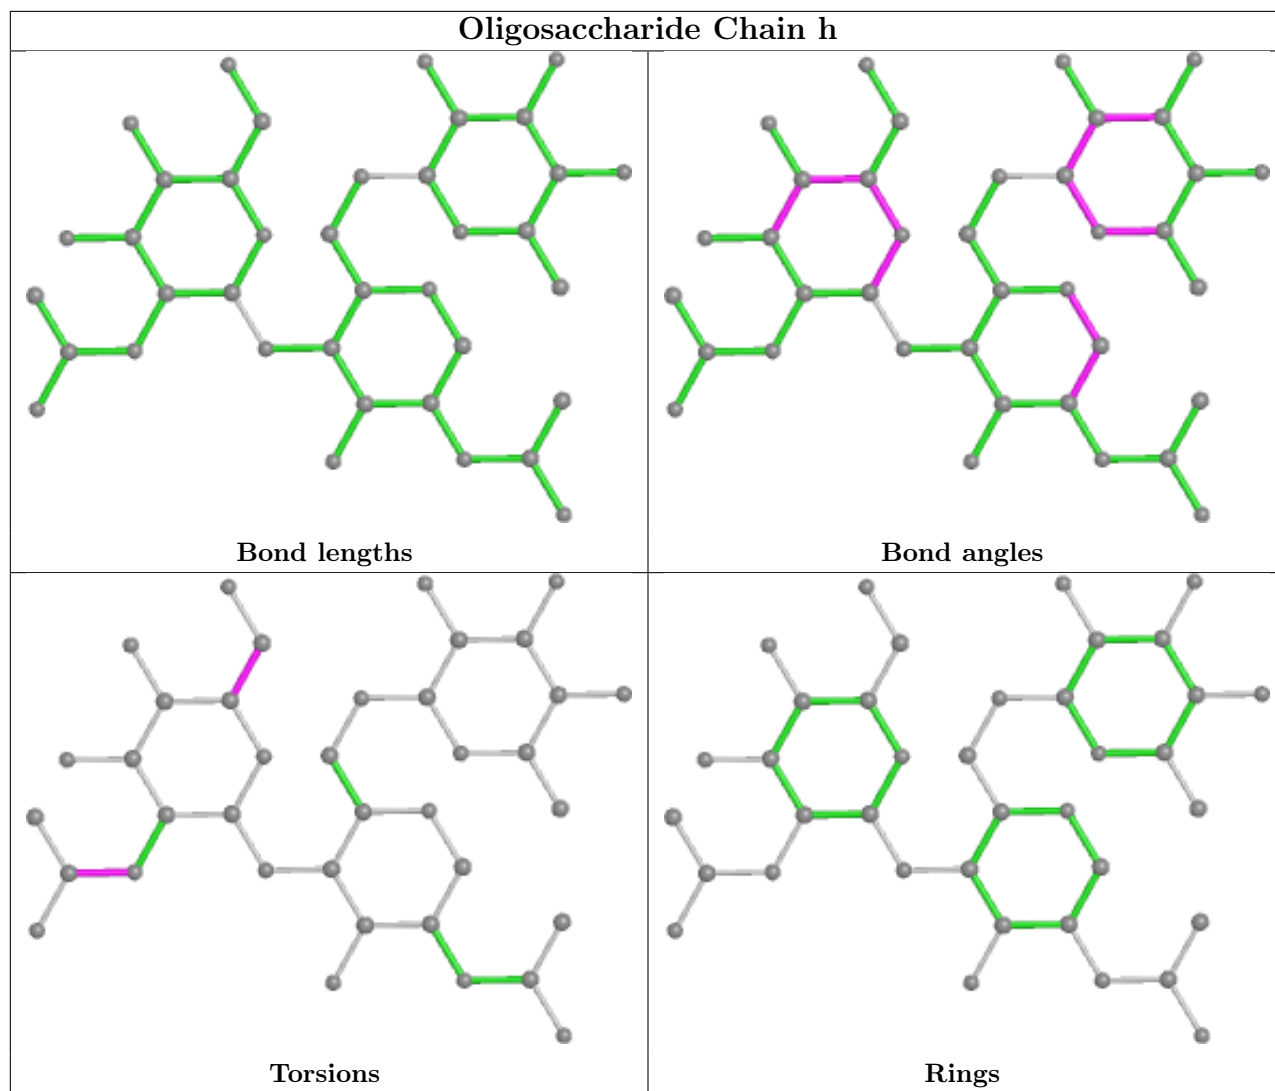 Oligosaccharide Chain h
Bond lengths
Bond angles
Torsions
Rings